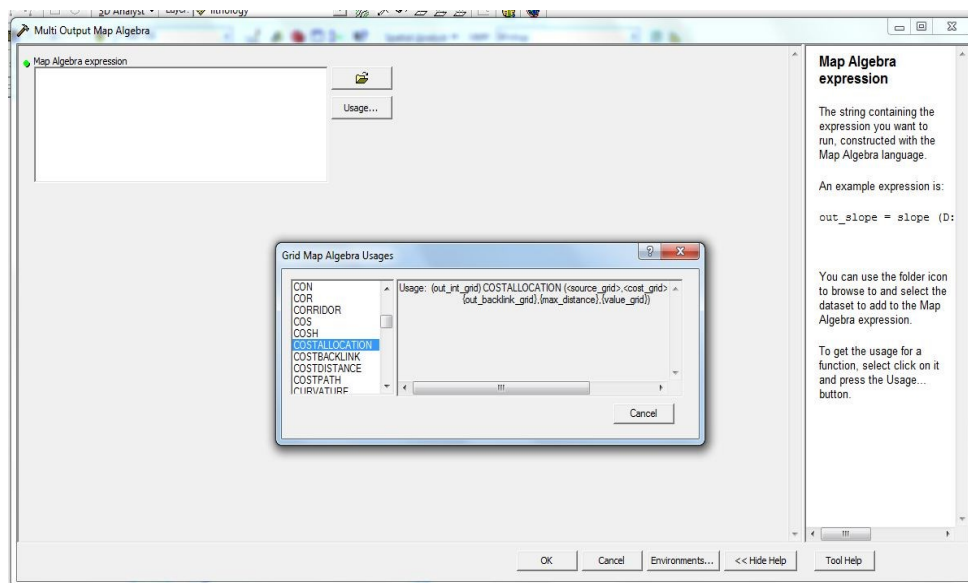 3D Analyst
Layer:
lithology
Multi Output Map Algebra
Map Algebra expression
Usage...
Grid Map Algebra Usages
CON
COR
CORRIDOR
COS
COSH
COSTALLOCATION
COSTBACKLINK
COSTDISTANCE
COSTPATH
CURVATURE
Usage: (out_int_grid) COSTALLOCATION (<source_grid>,<cost_grid>
{out_backlink_grid},{max_distance},{value_grid})
Cancel
Map Algebra
expression
The string containing the
expression you want to
run, constructed with the
Map Algebra language.
An example expression is:
out_slope = slope (D:
You can use the folder icon
to browse to and select the
dataset to add to the Map
Algebra expression.
To get the usage for a
function, select click on it
and press the Usage...
button.
OK
Cancel
Environments...
<< Hide Help
Tool Help